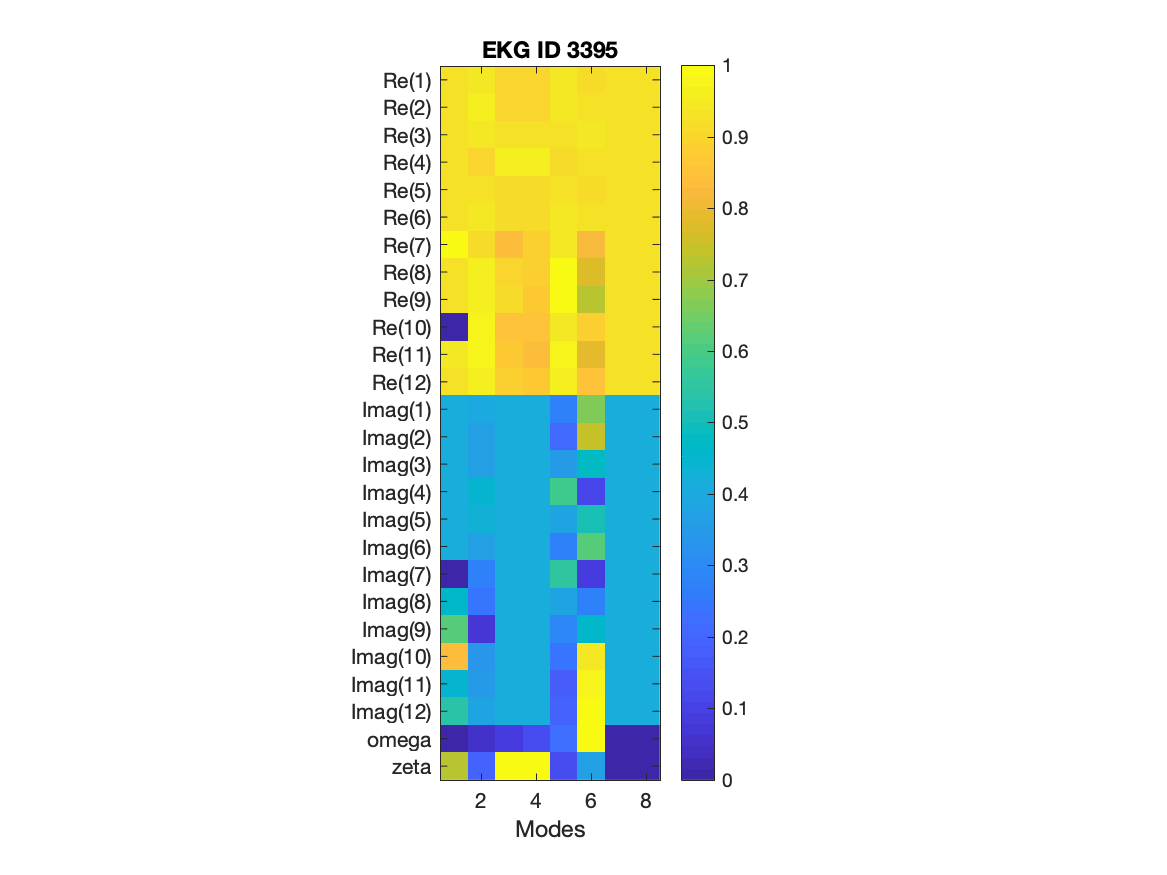 EKG ID 3395
Re(1)
Re(2)
Re(3)
Re(4)
Re(5)
Re(6)
Re(7)
Re(8)
Re(9)
Re(10)
Re(11)
Re(12)
Imag(1)
Imag(2)
Imag(3)
Imag(4)
Imag(5)
Imag(6)
Imag(7)
Imag(8)
Imag(9)
Imag(10)
Imag(11)
Imag(12)
omega
zeta
2 4 6 8
Modes
1
0.9
0.8
0.7
0.6
0.5
0.4
0.3
0.2
0.1
0